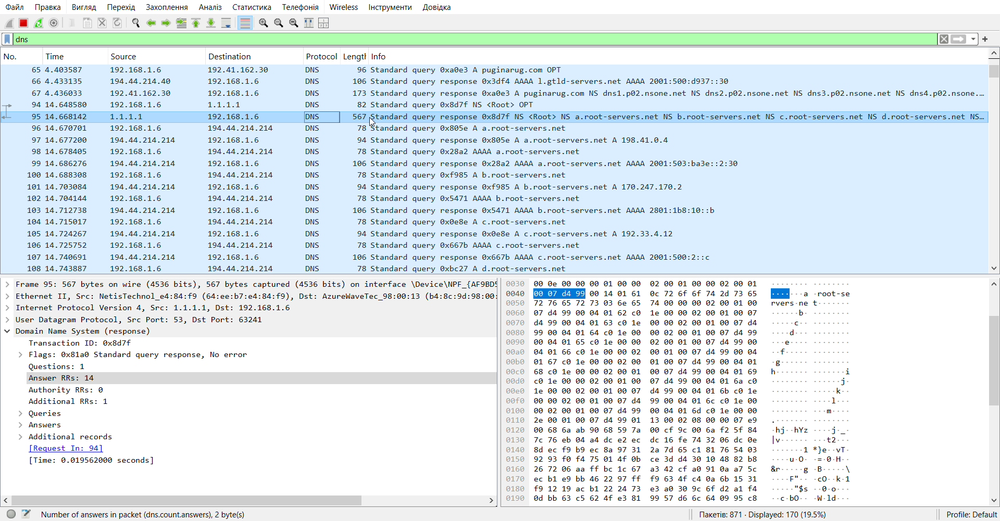 Файл Правка Вигляд Перехід Захоплення Аналіз Статистика Телефонія Wireless Інструменти Довідка
dns
No. Time Source Destination Protocol Length Info
65 4.403587 192.168.1.6 192.41.162.30 DNS 96 Standard query 0xa0e3 A puginarug.com OPT
66 4.433135 194.44.214.40 192.168.1.6 DNS 106 Standard query response 0x3df4 AAAA l.gtld-servers.net AAAA 2001:500:d937::30
67 4.436033 192.41.162.30 192.168.1.6 DNS 173 Standard query response 0xa0e3 A puginarug.com NS dns1.p02.nsone.net NS dns2.p02.nsone.net NS dns3.p02.nsone.net NS dns4.p02.nsone.…
94 14.648580 192.168.1.6 1.1.1.1 DNS 82 Standard query 0x8d7f NS <Root> OPT
95 14.668142 1.1.1.1 192.168.1.6 DNS 567 Standard query response 0x8d7f NS <Root> NS a.root-servers.net NS b.root-servers.net NS c.root-servers.net NS d.root-servers.net NS…
96 14.670701 192.168.1.6 194.44.214.214 DNS 78 Standard query 0x805e A a.root-servers.net
97 14.677200 194.44.214.214 192.168.1.6 DNS 94 Standard query response 0x805e A a.root-servers.net A 198.41.0.4
98 14.678405 192.168.1.6 194.44.214.214 DNS 78 Standard query 0x28a2 AAAA a.root-servers.net
99 14.686276 194.44.214.214 192.168.1.6 DNS 106 Standard query response 0x28a2 AAAA a.root-servers.net AAAA 2001:503:ba3e::2:30
100 14.688308 192.168.1.6 194.44.214.214 DNS 78 Standard query 0xf985 A b.root-servers.net
101 14.703084 194.44.214.214 192.168.1.6 DNS 94 Standard query response 0xf985 A b.root-servers.net A 170.247.170.2
102 14.704144 192.168.1.6 194.44.214.214 DNS 78 Standard query 0x5471 AAAA b.root-servers.net
103 14.712738 194.44.214.214 192.168.1.6 DNS 106 Standard query response 0x5471 AAAA b.root-servers.net AAAA 2801:1b8:10::b
104 14.715017 192.168.1.6 194.44.214.214 DNS 78 Standard query 0x0e8e A c.root-servers.net
105 14.724267 194.44.214.214 192.168.1.6 DNS 94 Standard query response 0x0e8e A c.root-servers.net A 192.33.4.12
106 14.725752 192.168.1.6 194.44.214.214 DNS 78 Standard query 0x667b AAAA c.root-servers.net
107 14.740691 194.44.214.214 192.168.1.6 DNS 106 Standard query response 0x667b AAAA c.root-servers.net AAAA 2001:500:2::c
108 14.743887 192.168.1.6 194.44.214.214 DNS 78 Standard query 0xbc27 A d.root-servers.net
Frame 95: 567 bytes on wire (4536 bits), 567 bytes captured (4536 bits) on interface \Device\NPF_{AF9BD5
Ethernet II, Src: NetisTechnol_e4:84:f9 (64:ee:b7:e4:84:f9), Dst: AzureWaveTec_98:00:13 (b4:8c:9d:98:00:
Internet Protocol Version 4, Src: 1.1.1.1, Dst: 192.168.1.6
User Datagram Protocol, Src Port: 53, Dst Port: 63241
Domain Name System (response)
Transaction ID: 0x8d7f
Flags: 0x81a0 Standard query response, No error
Questions: 1
Answer RRs: 14
Authority RRs: 0
Additional RRs: 1
Queries
Answers
Additional records
[Request In: 94]
[Time: 0.019562000 seconds]
0030 00 0e 00 00 00 01 00 00 02 00 01 00 00 02 00 01 ········ ········
0040 00 07 d4 99 00 14 01 61 0c 72 6f 6f 74 2d 73 65 ·······a ·root-se
0050 72 76 65 72 73 03 6e 65 74 00 00 00 02 00 01 00 rvers·ne t·······
0060 07 d4 99 00 04 01 62 c0 1e 00 00 02 00 01 00 07 ······b· ········
0070 d4 99 00 04 01 63 c0 1e 00 00 02 00 01 00 07 d4 ·····c·· ········
0080 99 00 04 01 64 c0 1e 00 00 02 00 01 00 07 d4 99 ····d··· ········
0090 00 04 01 65 c0 1e 00 00 02 00 01 00 07 d4 99 00 ···e···· ········
00a0 04 01 66 c0 1e 00 00 02 00 01 00 07 d4 99 00 04 ··f····· ········
00b0 01 67 c0 1e 00 00 02 00 01 00 07 d4 99 00 04 01 ·g······ ········
00c0 68 c0 1e 00 00 02 00 01 00 07 d4 99 00 04 01 69 h······· ·······i
00d0 c0 1e 00 00 02 00 01 00 07 d4 99 00 04 01 6a c0 ········ ······j·
00e0 1e 00 00 02 00 01 00 07 d4 99 00 04 01 6b c0 1e ········ ·····k··
00f0 00 00 02 00 01 00 07 d4 99 00 04 01 6c c0 1e 00 ········ ····l···
0100 00 02 00 01 00 07 d4 99 00 04 01 6d c0 1e 00 00 ········ ···m····
0110 2e 00 01 00 07 d4 99 01 13 00 02 08 00 00 07 e9 .······· ········
0120 00 68 6a ab 90 68 59 7a 00 cf 9c 00 6a f2 5f 84 ·hj··hYz ····j·_·
0130 7c 76 eb 04 a4 dc e2 ec dc 16 fe 74 32 06 dc 0e |v······ ···t2···
0140 8d ec f9 b9 ec 8a 97 31 2a 7d 65 c1 81 76 54 03 ·······1 *}e··vT·
0150 92 93 f0 f4 75 01 4f 0b ce 3d d4 30 10 48 82 b8 ····u·O· ·=·0·H··
0160 26 72 06 aa ff bc 1c 67 a3 42 cf a0 91 0a a7 5c &r·····g ·B·····\
0170 ec b1 e9 bb 46 22 97 ff f9 63 4f c4 0a 6b 15 31 ····F"·· ·cO··k·1
0180 f9 12 19 ac b1 22 24 73 e3 a0 30 9c 6f d2 a1 f4 ·····"$s ··0·o···
0190 0d bb 63 c5 62 4f e3 81 99 57 d6 6c 64 09 95 c8 ··c·bO·· ·W·ld···
Number of answers in packet (dns.count.answers), 2 byte(s)
Пакетів: 871 · Displayed: 170 (19.5%)
Profile: Default